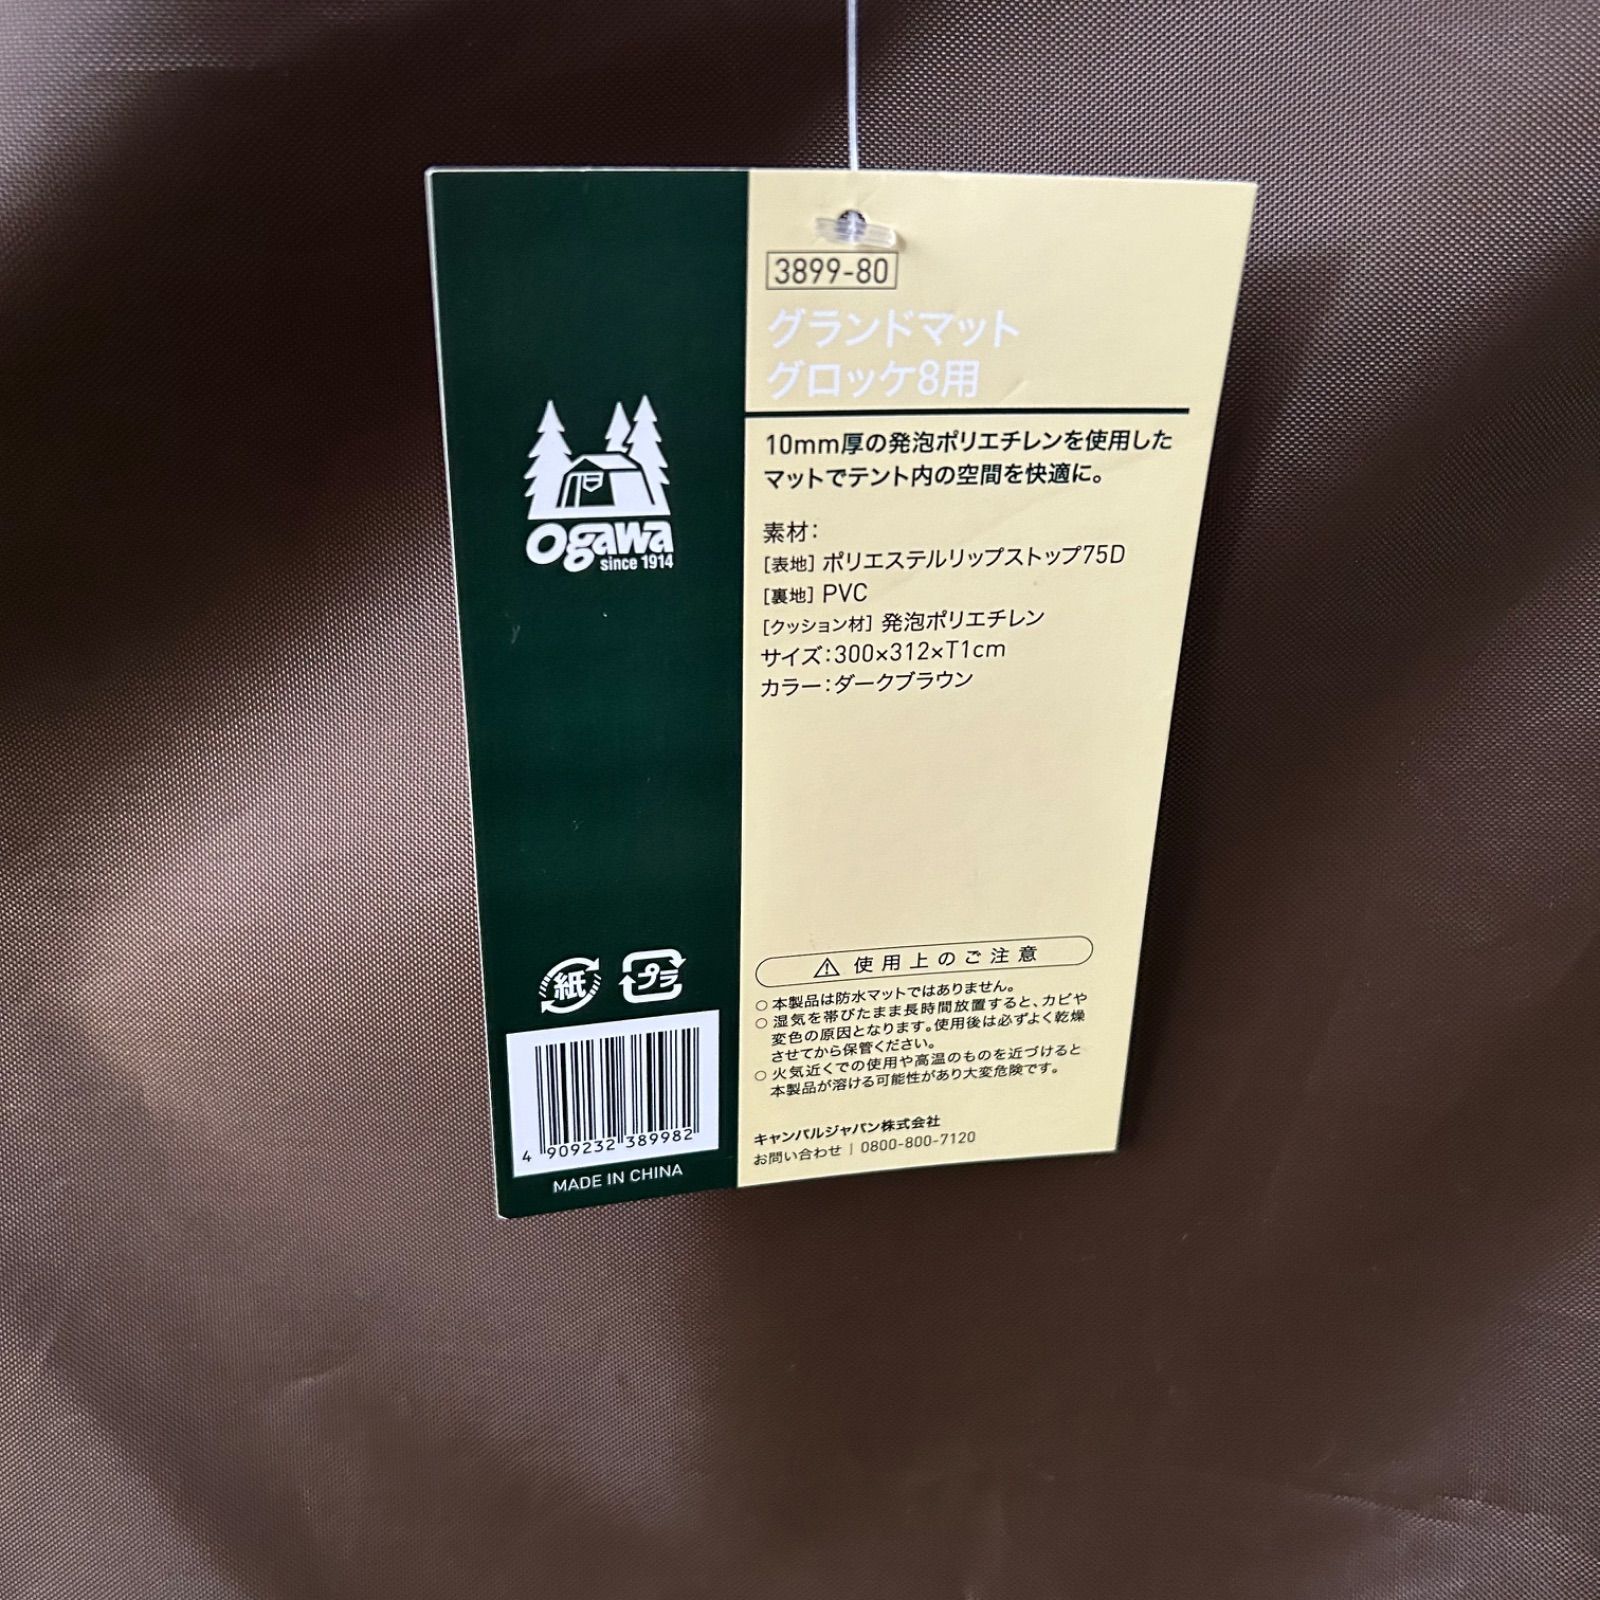 3899-80
グランドマット
グロッケ8用
10mm厚の発泡ポリエチレンを使用した
マットでテント内の空間を快適に。
素材:
[表地] ポリエステルリップストップ75D
[裏地] PVC
[クッション材] 発泡ポリエチレン
サイズ:300×312×T1cm
カラー:ダークブラウン
ogawa
since 1914
⚠ 使用上のご注意
○ 本製品は防水マットではありません。
○ 湿気を帯びたまま長時間放置すると、カビや
変色の原因となります。使用後は必ずよく乾燥
させてから保管ください。
○ 火気近くでの使用や高温のものを近づけると
本製品が溶ける可能性があり大変危険です。
キャンパルジャパン株式会社
お問い合わせ | 0800-800-7120
紙
プラ
4 909232 389982
MADE IN CHINA